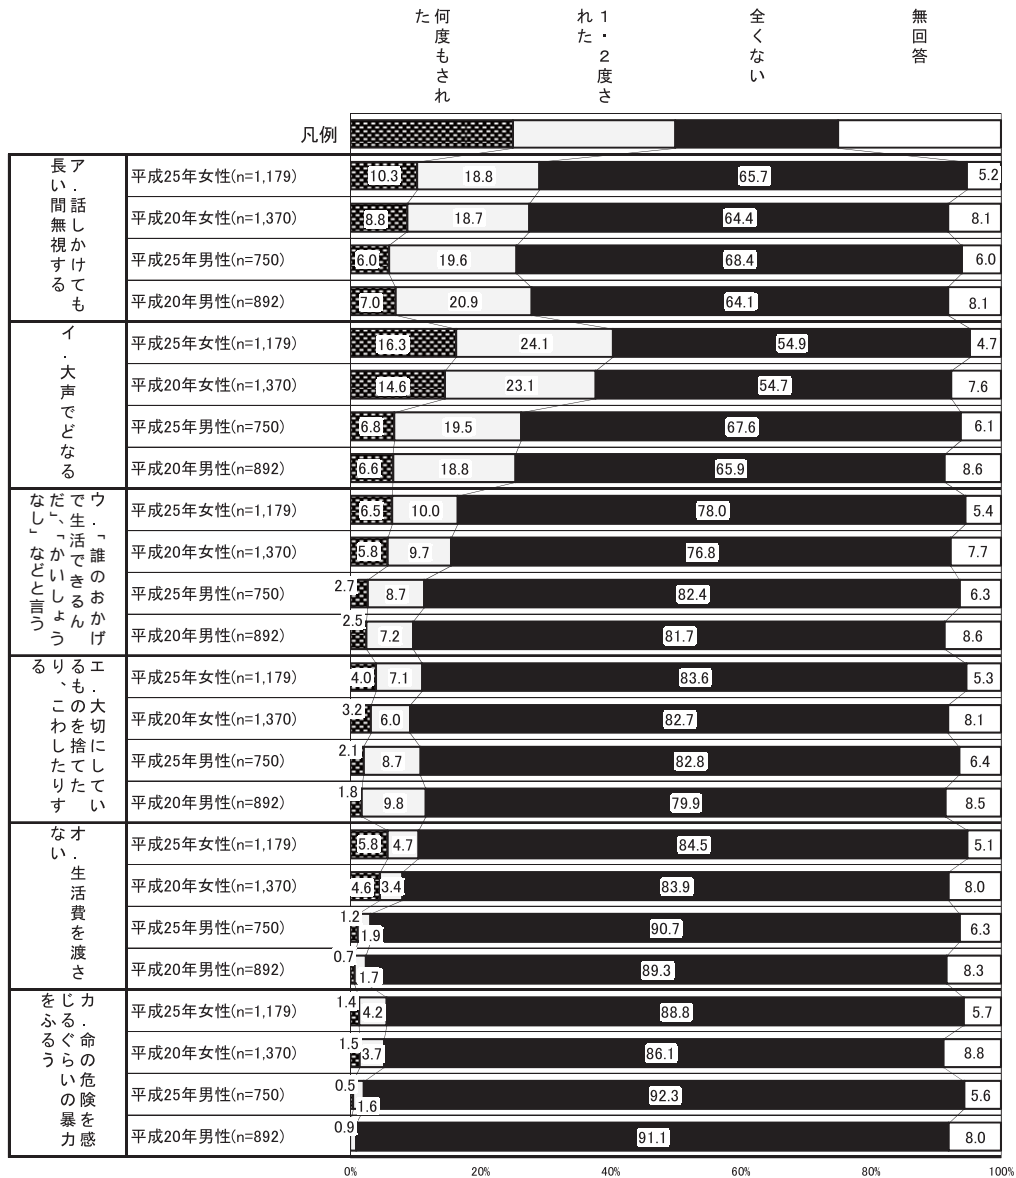 何度もされた
１・２度された
全くない
無回答
凡例
ア．話しかけても長い間無視する
平成25年女性(n=1,179)
10.3 18.8 65.7 5.2
平成20年女性(n=1,370)
8.8 18.7 64.4 8.1
平成25年男性(n=750)
6.0 19.6 68.4 6.0
平成20年男性(n=892)
7.0 20.9 64.1 8.1
イ．大声でどなる
平成25年女性(n=1,179)
16.3 24.1 54.9 4.7
平成20年女性(n=1,370)
14.6 23.1 54.7 7.6
平成25年男性(n=750)
6.8 19.5 67.6 6.1
平成20年男性(n=892)
6.6 18.8 65.9 8.6
ウ．「誰のおかげで生活できるんだ」、「かいしょうなし」などと言う
平成25年女性(n=1,179)
6.5 10.0 78.0 5.4
平成20年女性(n=1,370)
5.8 9.7 76.8 7.7
平成25年男性(n=750)
2.7 8.7 82.4 6.3
平成20年男性(n=892)
2.5 7.2 81.7 8.6
エ．大切にしているものを捨てたり、こわしたりする
平成25年女性(n=1,179)
4.0 7.1 83.6 5.3
平成20年女性(n=1,370)
3.2 6.0 82.7 8.1
平成25年男性(n=750)
2.1 8.7 82.8 6.4
平成20年男性(n=892)
1.8 9.8 79.9 8.5
オ．生活費を渡さない
平成25年女性(n=1,179)
5.8 4.7 84.5 5.1
平成20年女性(n=1,370)
4.6 3.4 83.9 8.0
平成25年男性(n=750)
1.2 1.9 90.7 6.3
平成20年男性(n=892)
0.7 1.7 89.3 8.3
カ．命の危険を感じるぐらいの暴力をふるう
平成25年女性(n=1,179)
1.4 4.2 88.8 5.7
平成20年女性(n=1,370)
1.5 3.7 86.1 8.8
平成25年男性(n=750)
0.5 1.6 92.3 5.6
平成20年男性(n=892)
0.9 91.1 8.0
0% 20% 40% 60% 80% 100%